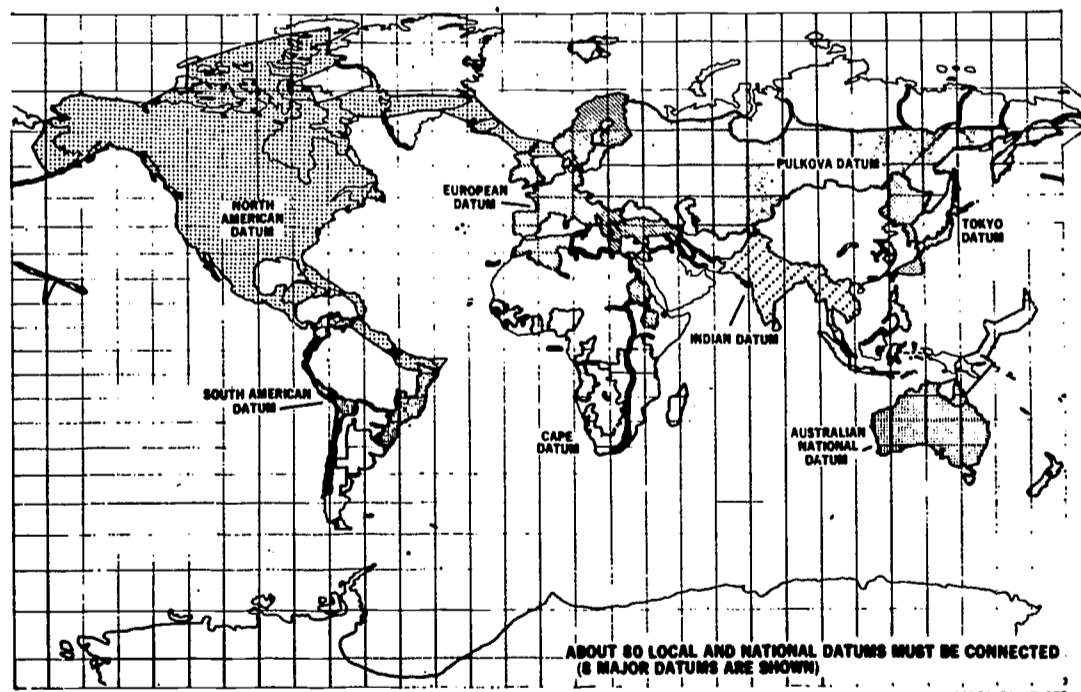 NORTH
AMERICAN
DATUM
EUROPEAN
DATUM
PULKOVA DATUM
TOKYO
DATUM
INDIAN DATUM
SOUTH AMERICAN
DATUM
CAPE
DATUM
AUSTRALIAN
NATIONAL
DATUM
ABOUT 80 LOCAL AND NATIONAL DATUMS MUST BE CONNECTED
(8 MAJOR DATUMS ARE SHOWN)